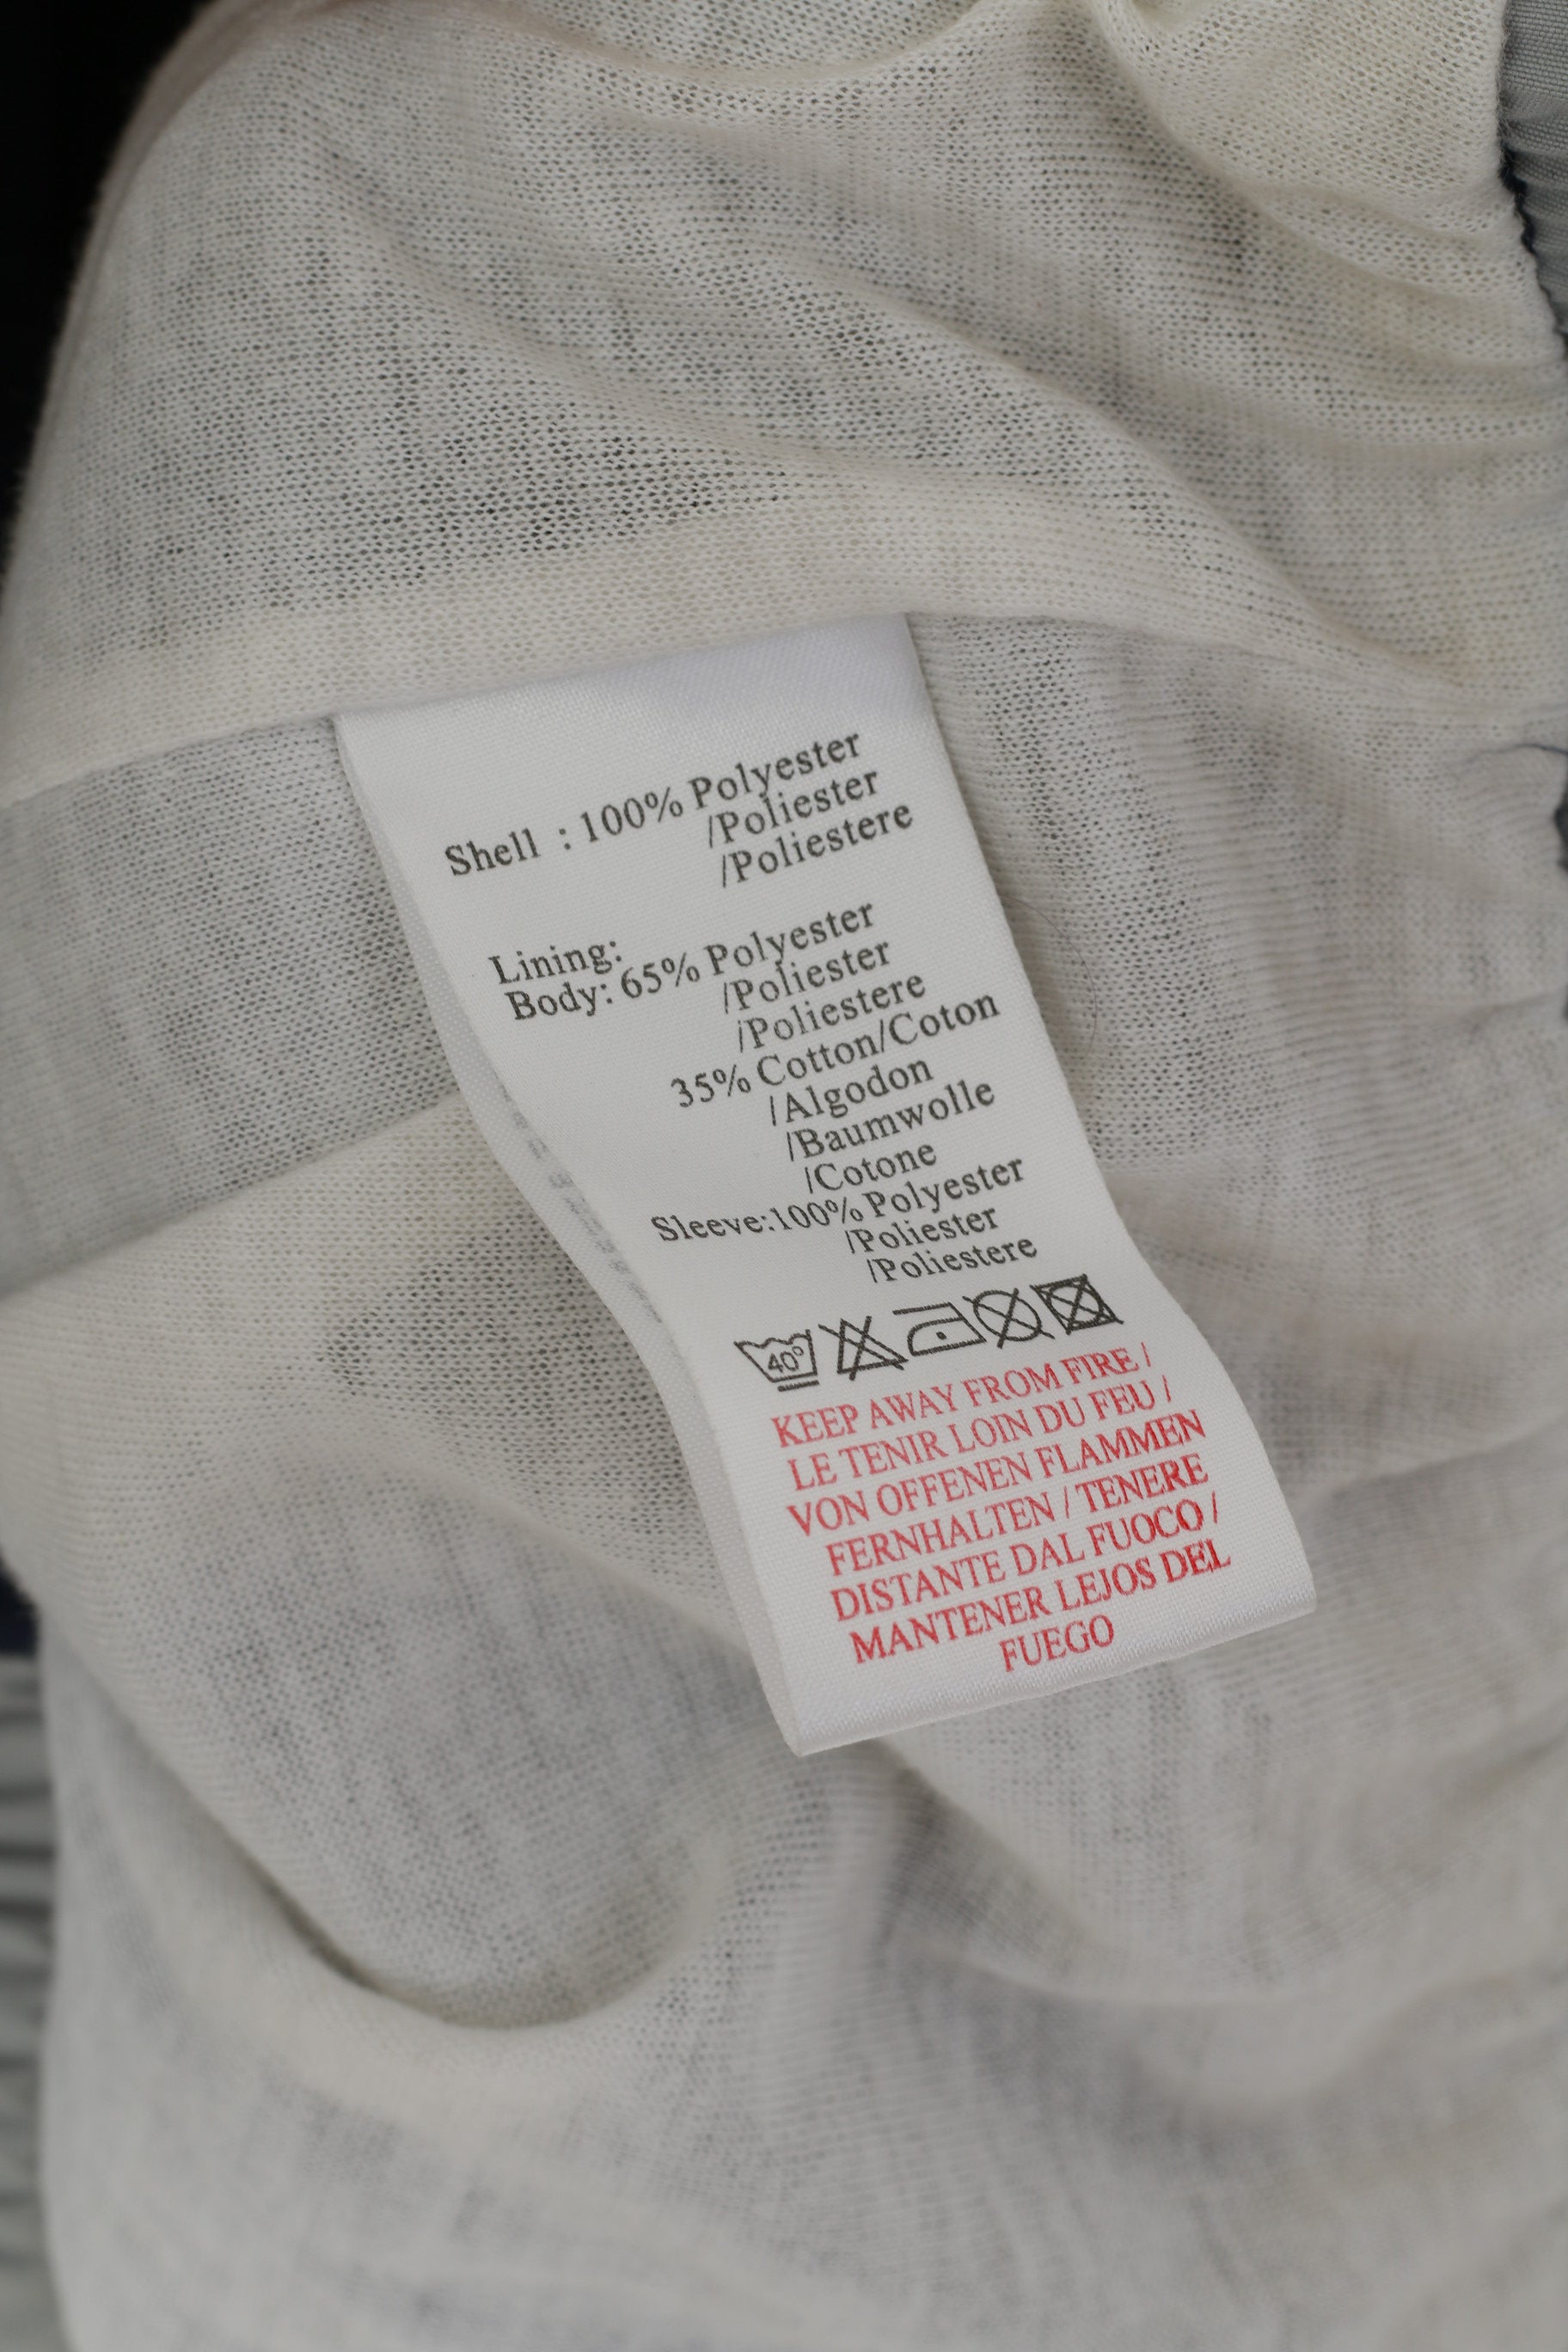 Shell : 100% Polyester
/Poliester
/Poliestere
Lining:
Body: 65% Polyester
/Poliester
/Poliestere
35% Cotton/Coton
/Algodon
/Baumwolle
/Cotone
Sleeve:100% Polyester
/Poliester
/Poliestere
40°
KEEP AWAY FROM FIRE /
LE TENIR LOIN DU FEU /
VON OFFENEN FLAMMEN
FERNHALTEN / TENERE
DISTANTE DAL FUOCO /
MANTENER LEJOS DEL
FUEGO